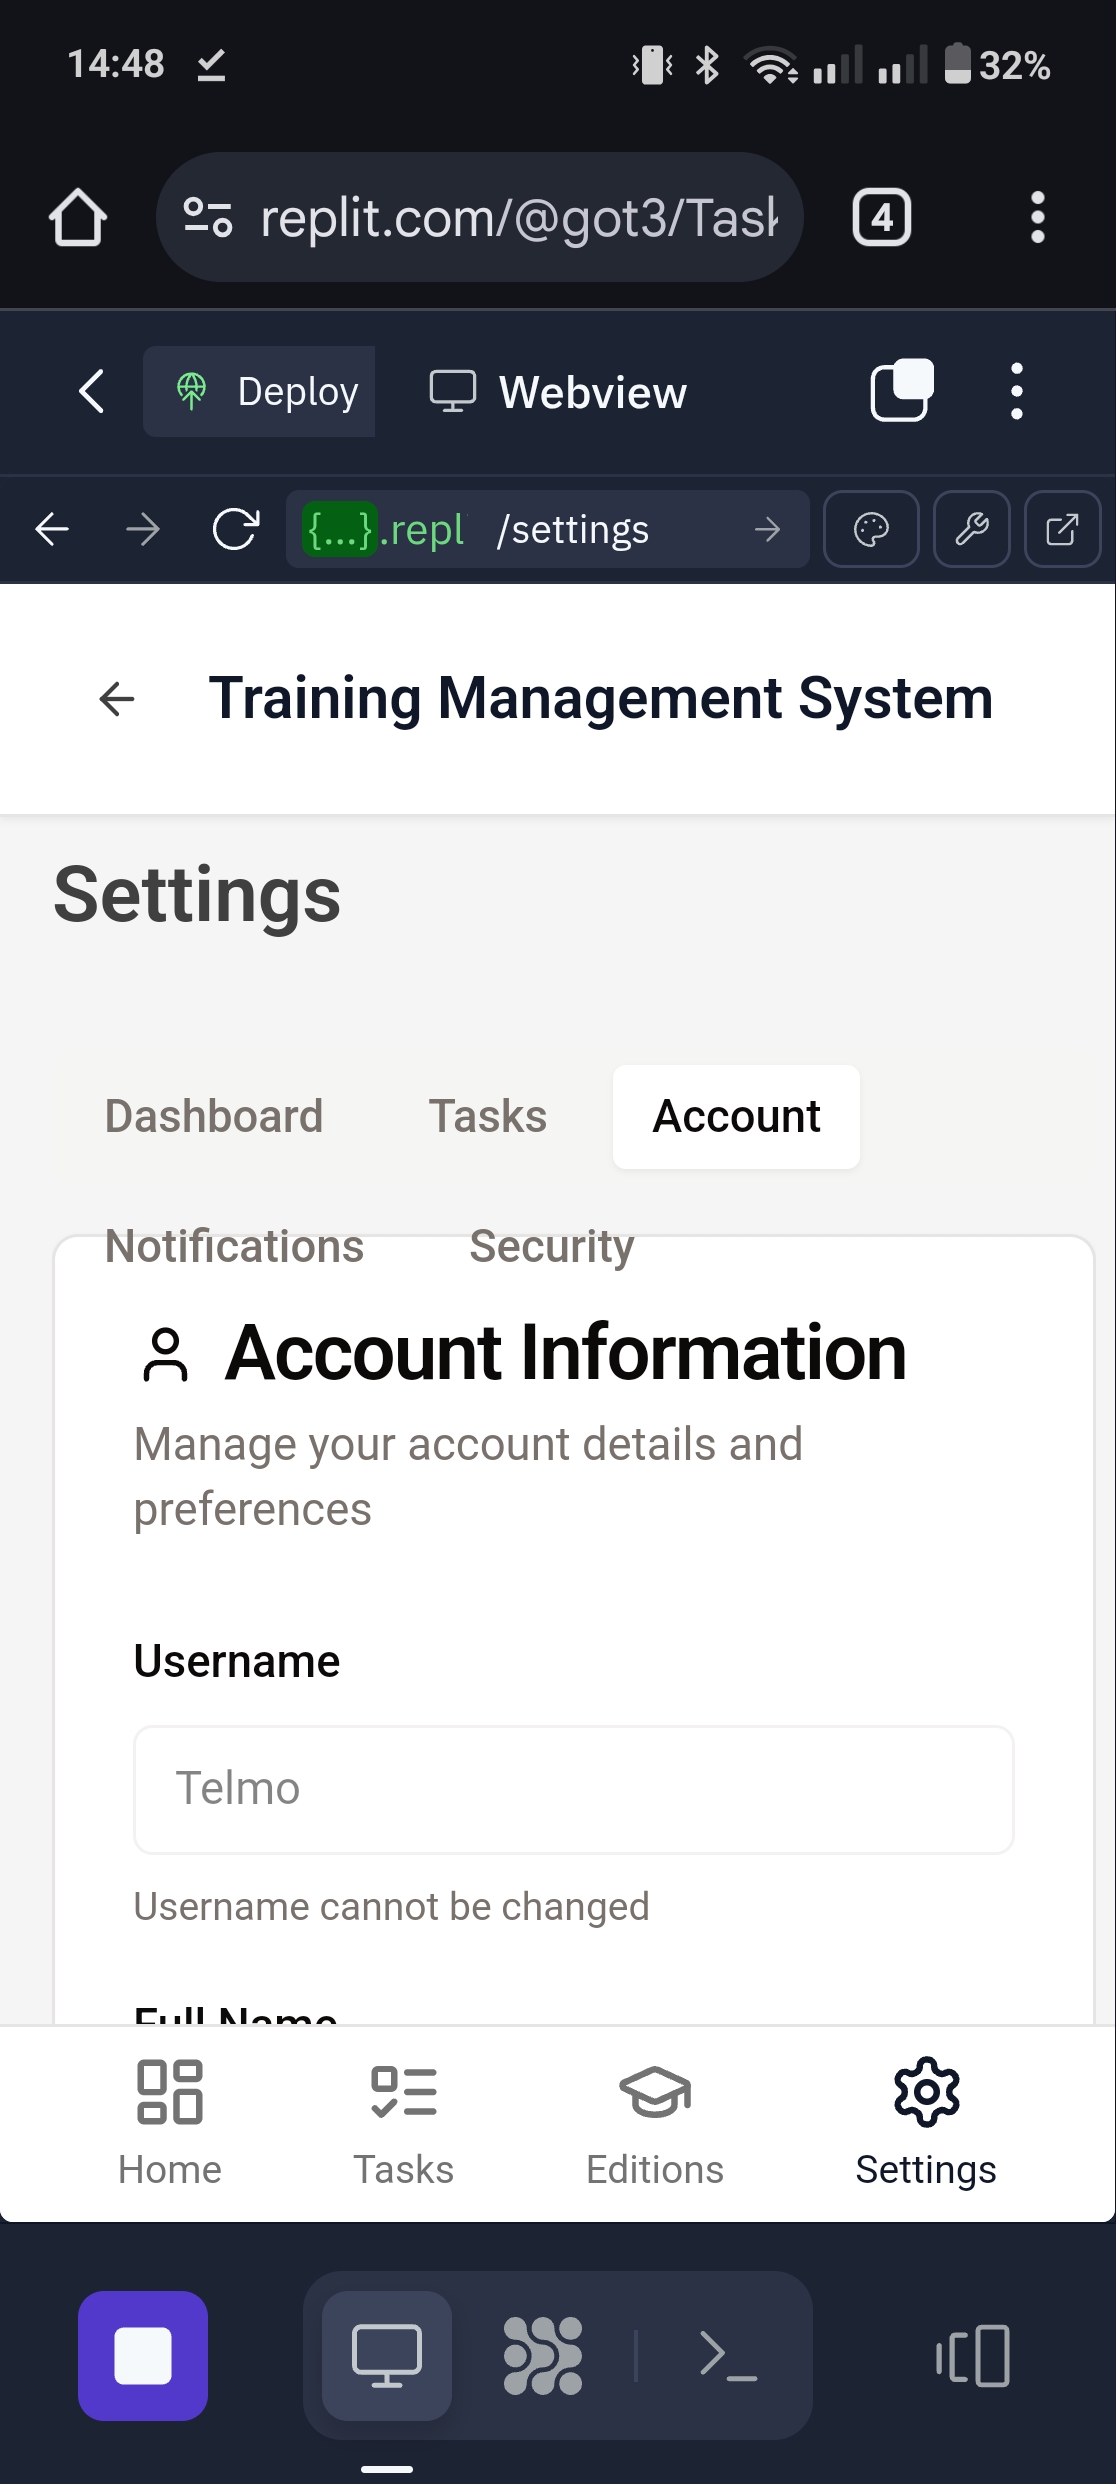 14:48
32%
replit.com/@got3/Task
4
Deploy
Webview
{...}.repl
/settings
Training Management System
Settings
Dashboard
Tasks
Account
Notifications
Security
Account Information
Manage your account details and
preferences
Username
Telmo
Username cannot be changed
Full Name
Home
Tasks
Editions
Settings